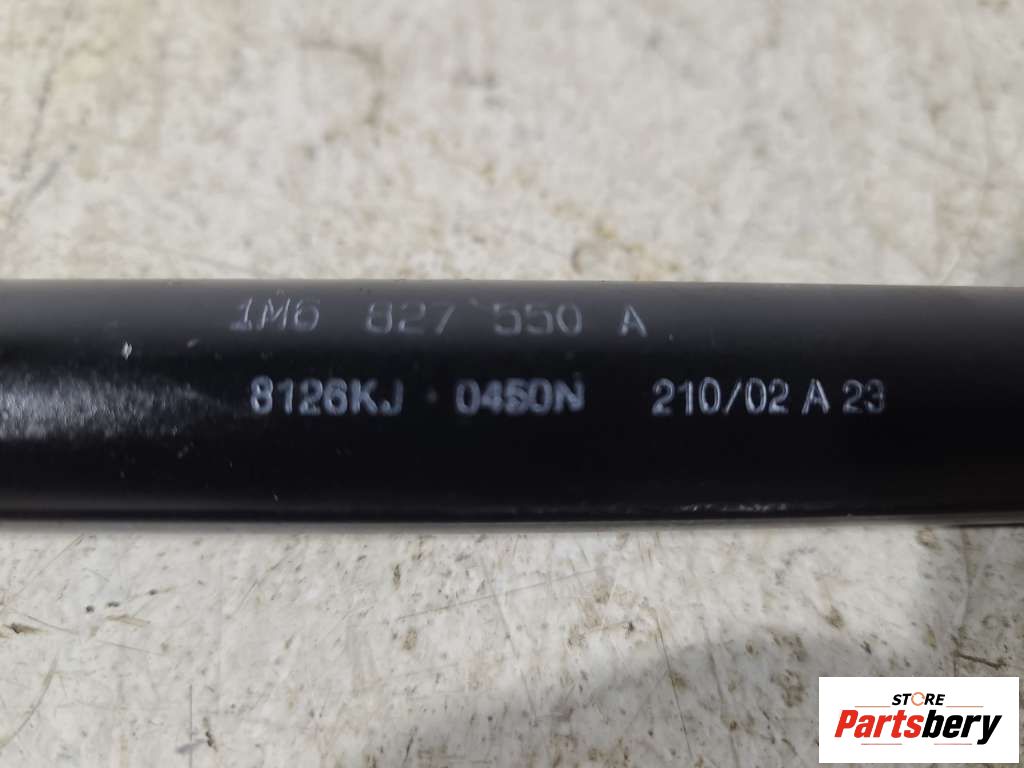 1M6 827 550 A
8126KJ 0450N 210/02 A 23
STORE
Partsbery